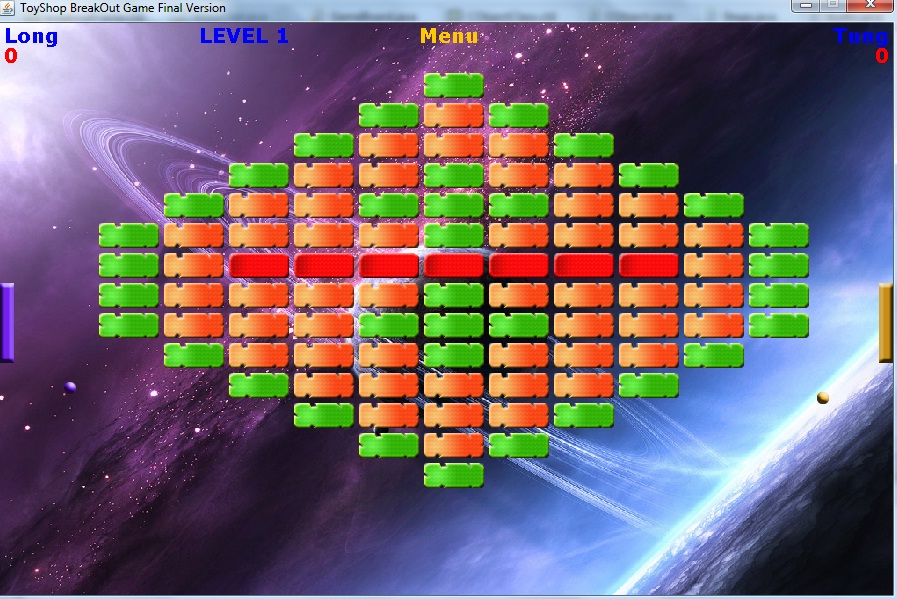 ToyShop BreakOut Game Final Version
Long LEVEL 1 Menu Tung
0 0